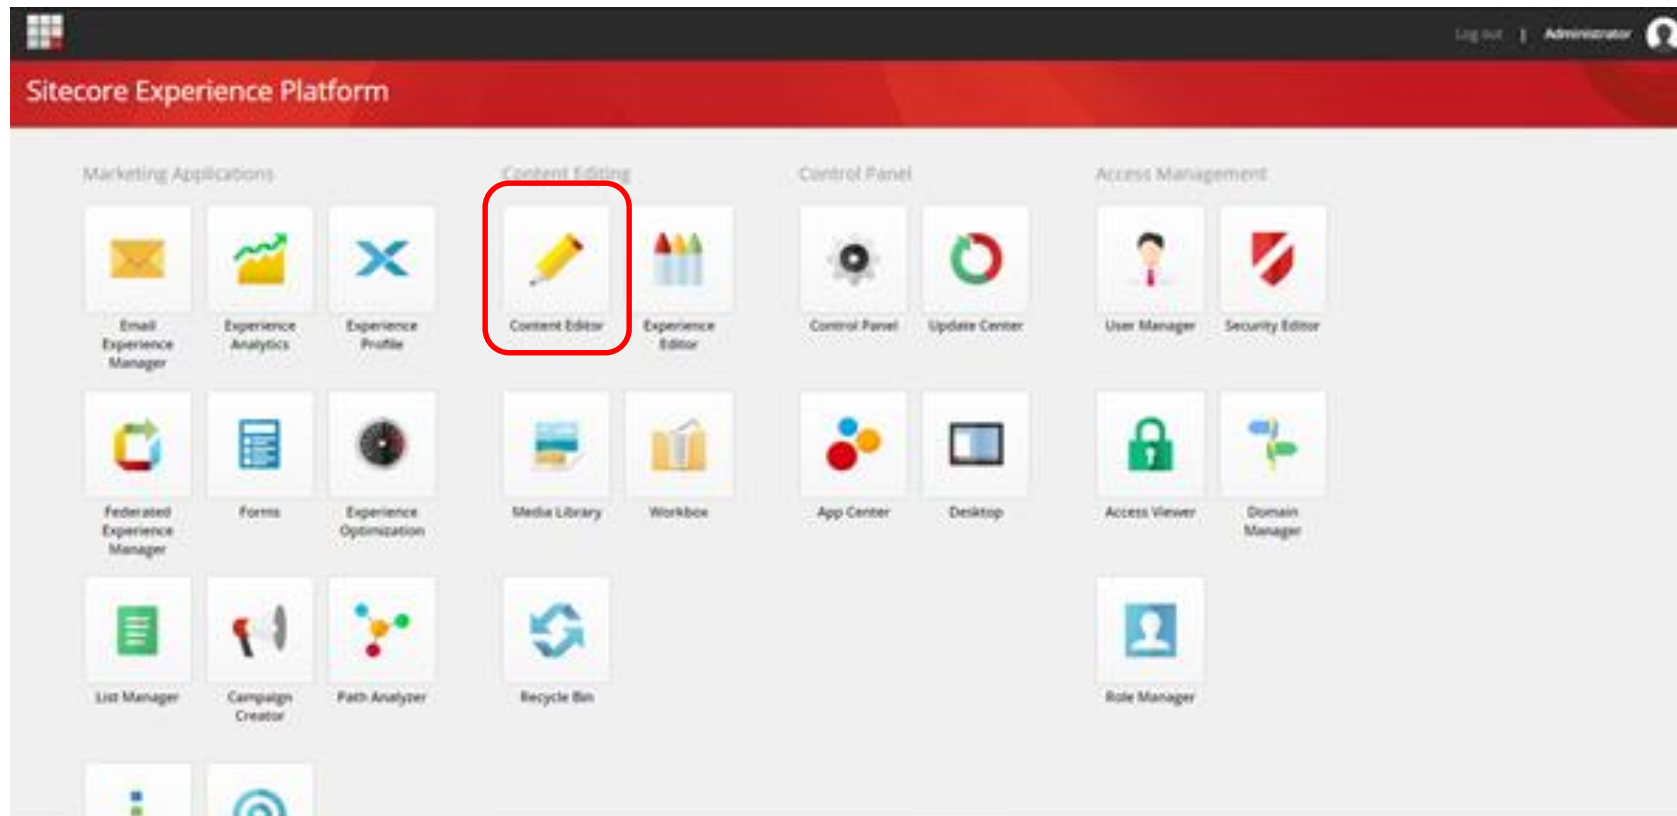 Log out | Administrator
Sitecore Experience Platform
Marketing Applications
Email
Experience
Manager
Experience
Analytics
Experience
Profile
Federated
Experience
Manager
Forms
Experience
Optimization
List Manager
Campaign
Creator
Path Analyzer
Content Editing
Content Editor
Experience
Editor
Media Library
Workbox
Recycle Bin
Control Panel
Control Panel
Update Center
App Center
Desktop
Access Management
User Manager
Security Editor
Access Viewer
Domain
Manager
Role Manager